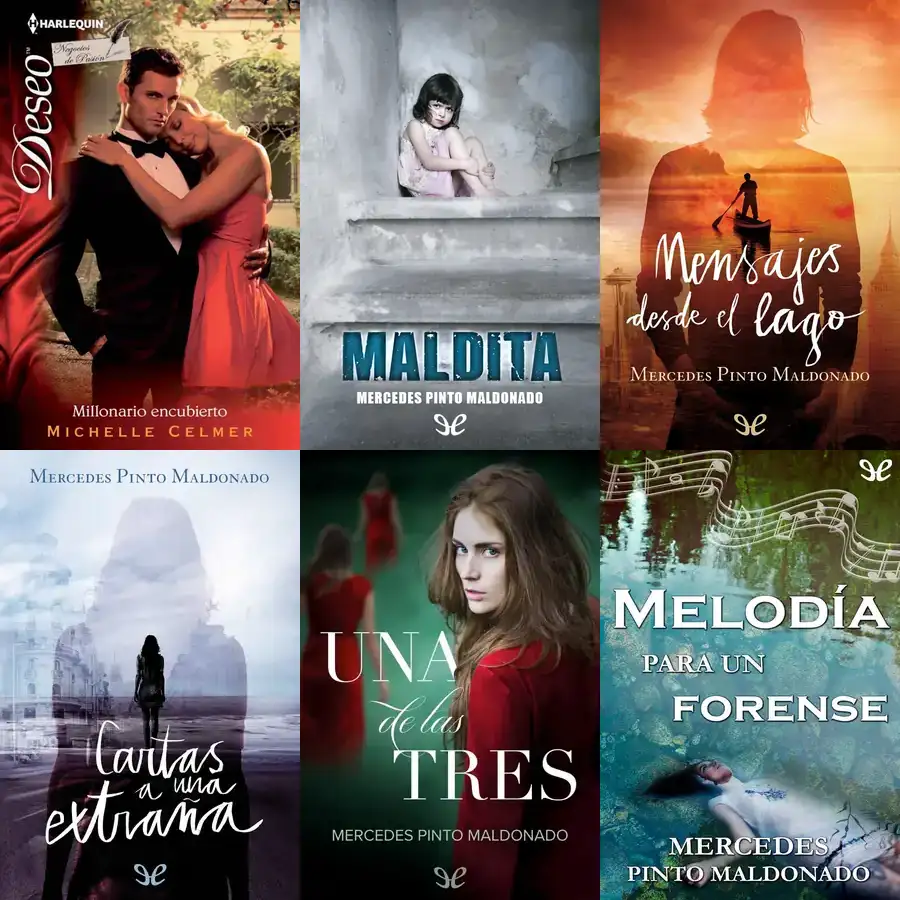 HARLEQUIN
Deseo™
Negocios
de Pasión
Millonario encubierto
MICHELLE CELMER
MALDITA
MERCEDES PINTO MALDONADO
Mensajes
desde el lago
MERCEDES PINTO MALDONADO
MERCEDES PINTO MALDONADO
Cartas
a una
extraña
UNA
de las
TRES
MERCEDES PINTO MALDONADO
MELODÍA
PARA UN
FORENSE
MERCEDES
PINTO MALDONADO